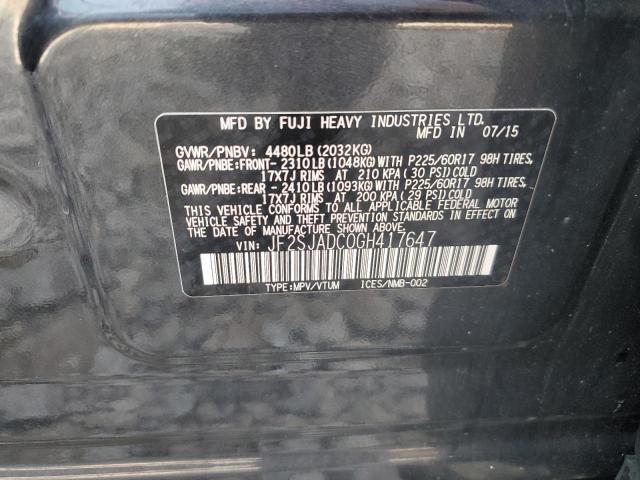 MFD BY FUJI HEAVY INDUSTRIES LTD.
MFD IN 07/15
GVWR/PNBV: 4480LB (2032KG)
GAWR/PNBE:FRONT- 2310LB (1048KG) WITH P225/60R17 98H TIRES,
17X7J RIMS AT 210 KPA (30 PSI) COLD
GAWR/PNBE:REAR - 2410LB (1093KG) WITH P225/60R17 98H TIRES,
17X7J RIMS AT 200 KPA (29 PSI) COLD
THIS VEHICLE CONFORMS TO ALL APPLICABLE FEDERAL MOTOR
VEHICLE SAFETY AND THEFT PREVENTION STANDARDS IN EFFECT ON
THE DATE OF MANUFACTURE SHOWN ABOVE.
VIN: JF2SJADC0GH417647
TYPE:MPV/VTUM ICES/NMB-002